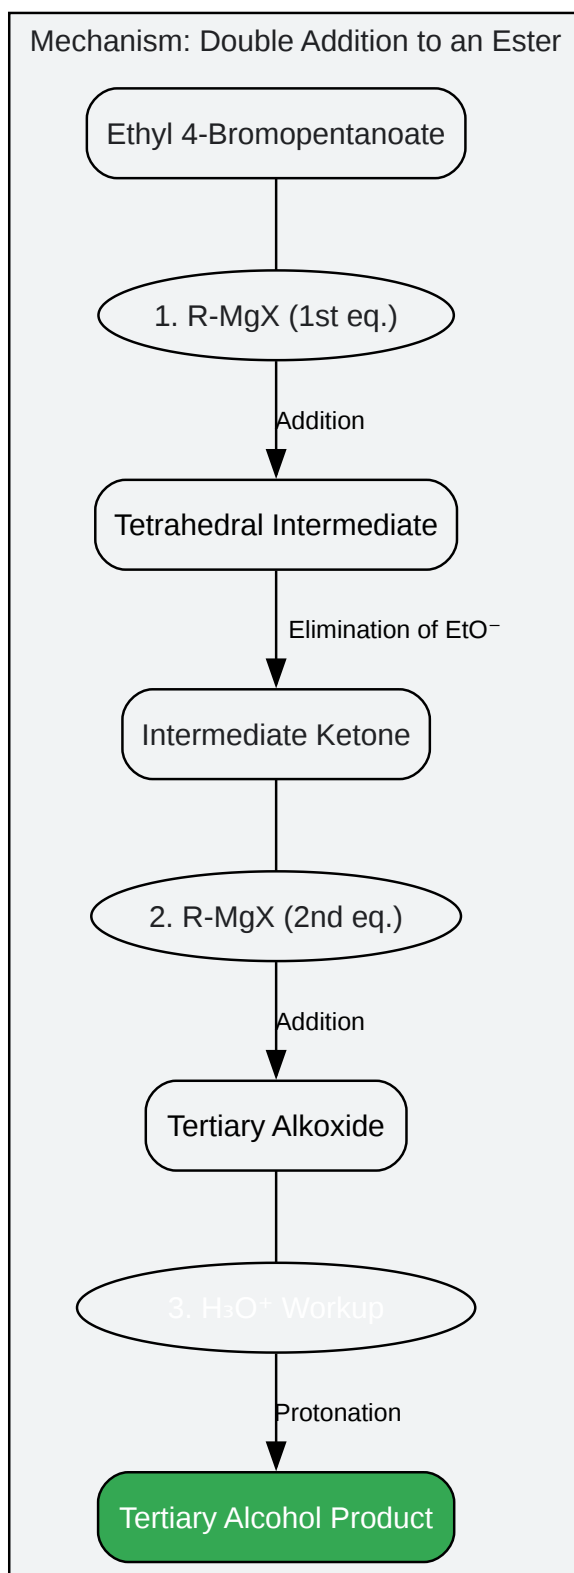 Mechanism: Double Addition to an Ester
Ethyl 4-Bromopentanoate
1. R-MgX (1st eq.)
Addition
Tetrahedral Intermediate
Elimination of EtO⁻
Intermediate Ketone
2. R-MgX (2nd eq.)
Addition
Tertiary Alkoxide
3. H₃O⁺ Workup
Protonation
Tertiary Alcohol Product